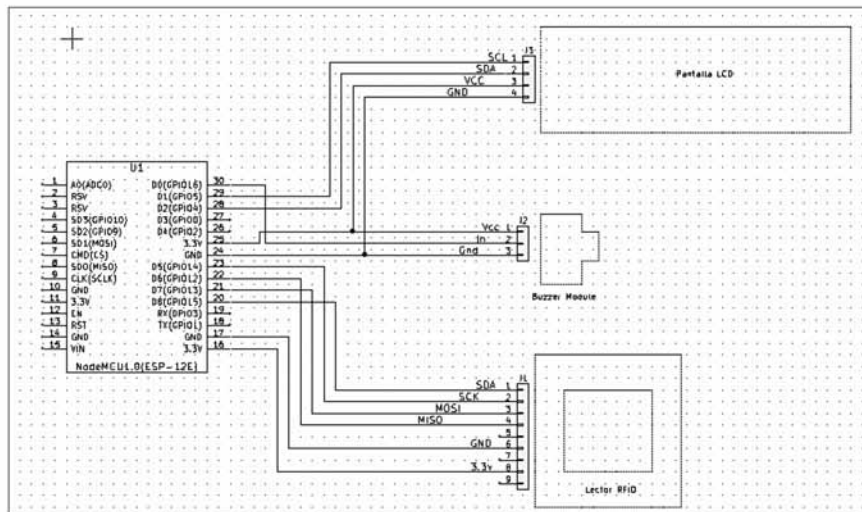 J3
SCL 1
SDA 2
VCC 3
GND 4
Pantalla LCD
U1
1 A0(ADC0) D0(GPIO16) 30
2 RSV D1(GPIO5) 29
3 RSV D2(GPIO4) 28
4 SD3(GPIO10) D3(GPIO0) 27
5 SD2(GPIO9) D4(GPIO2) 26
6 SD1(MOSI) 3.3V 25
7 CMD(CS) GND 24
8 SD0(MISO) D5(GPIO14) 23
9 CLK(SCLK) D6(GPIO12) 22
10 GND D7(GPIO13) 21
11 3.3V D8(GPIO15) 20
12 EN RX(DPIO3) 19
13 RST TX(GPIO1) 18
14 GND GND 17
15 VIN 3.3V 16
NodeMCU1.0(ESP-12E)
J2
Vcc 1
In 2
Gnd 3
Buzzer Module
J1
SDA 1
SCK 2
MOSI 3
MISO 4
5
GND 6
7
3.3v 8
9
Lector RFID